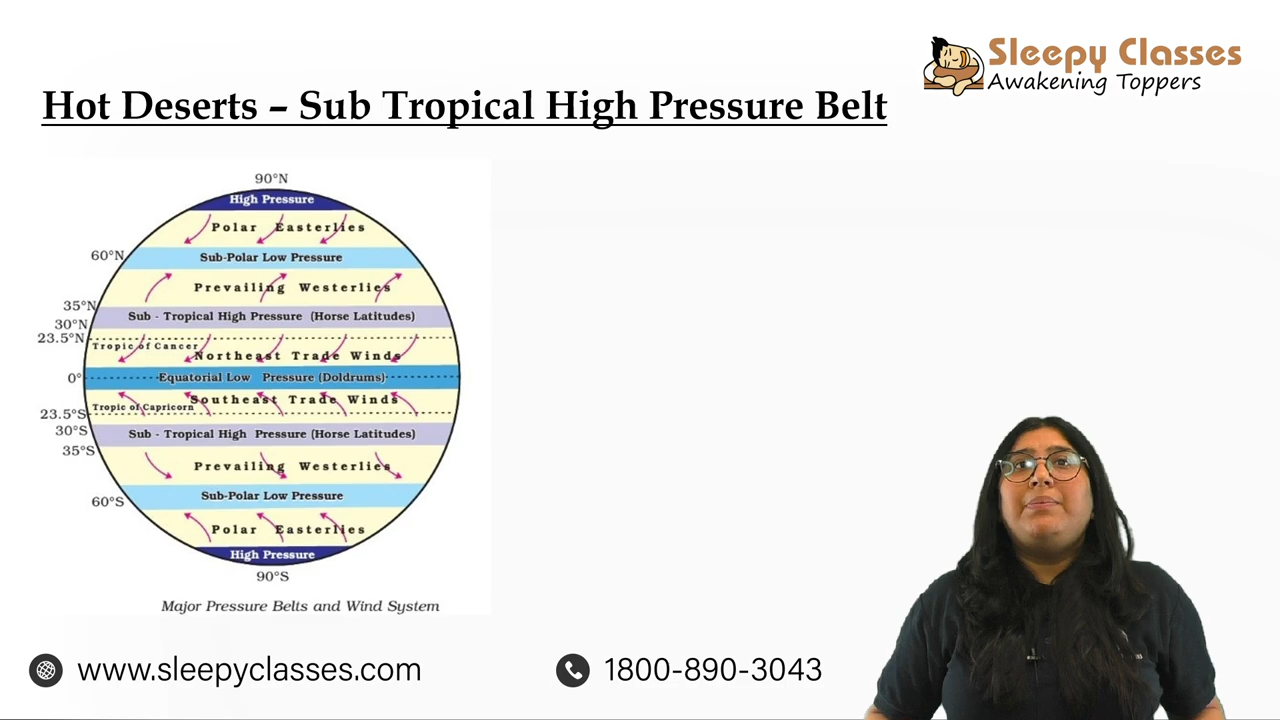 Sleepy Classes
Awakening Toppers
Hot Deserts – Sub Tropical High Pressure Belt
90°N
High Pressure
Polar Easterlies
60°N
Sub-Polar Low Pressure
Prevailing Westerlies
35°N
Sub - Tropical High Pressure (Horse Latitudes)
30°N
23.5°N
Tropic of Cancer
Northeast Trade Winds
0°
Equatorial Low Pressure (Doldrums)
Southeast Trade Winds
Tropic of Capricorn
23.5°S
30°S
Sub - Tropical High Pressure (Horse Latitudes)
35°S
Prevailing Westerlies
60°S
Sub-Polar Low Pressure
Polar Easterlies
High Pressure
90°S
Major Pressure Belts and Wind System
www.sleepyclasses.com
1800-890-3043